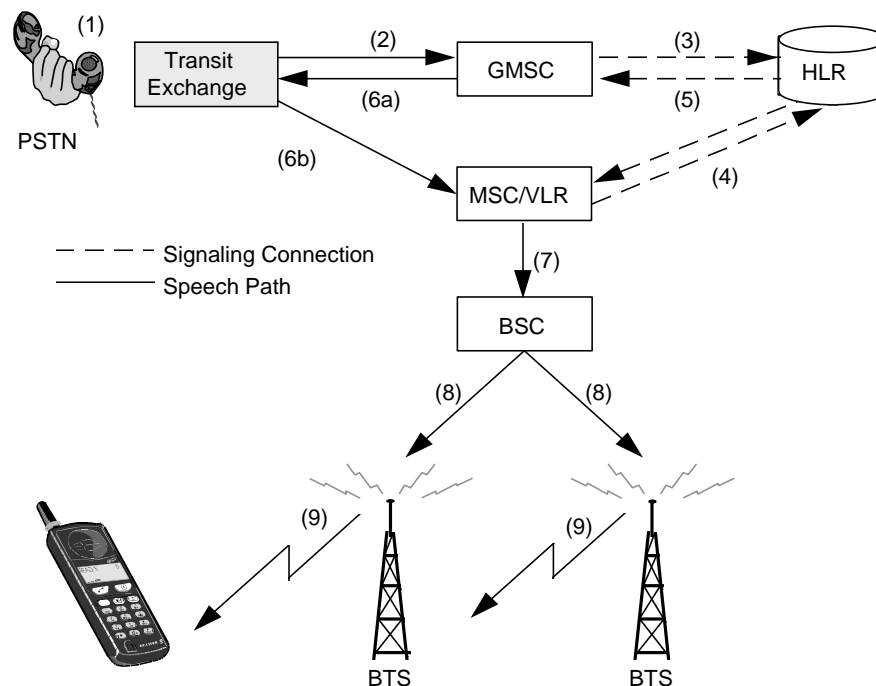 (1)
(2)
(3)
Transit
Exchange
GMSC
HLR
(6a)
(5)
PSTN
(6b)
(4)
MSC/VLR
Signaling Connection
(7)
Speech Path
BSC
(8)
(8)
(9)
(9)
BTS
BTS